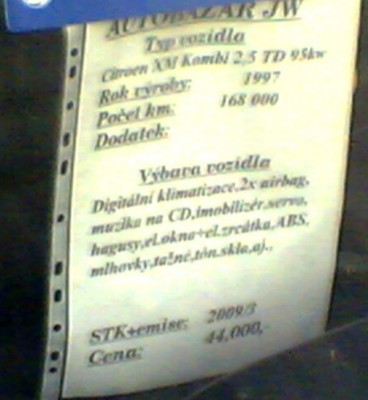 AUTOBAZAR JW
Typ vozidla
Citroen XM Kombi 2,5 TD 95kw
Rok výroby: 1997
Počet km: 168 000
Dodatek:
Výbava vozidla
Digitální klimatizace,2x airbag,
muzika na CD,imobilizér,servo,
hagusy,el.okna+el.zrcátka,ABS,
mlhovky,tažné,tón.skla,aj.,
STK+emise: 2009/3
Cena: 44,000,-